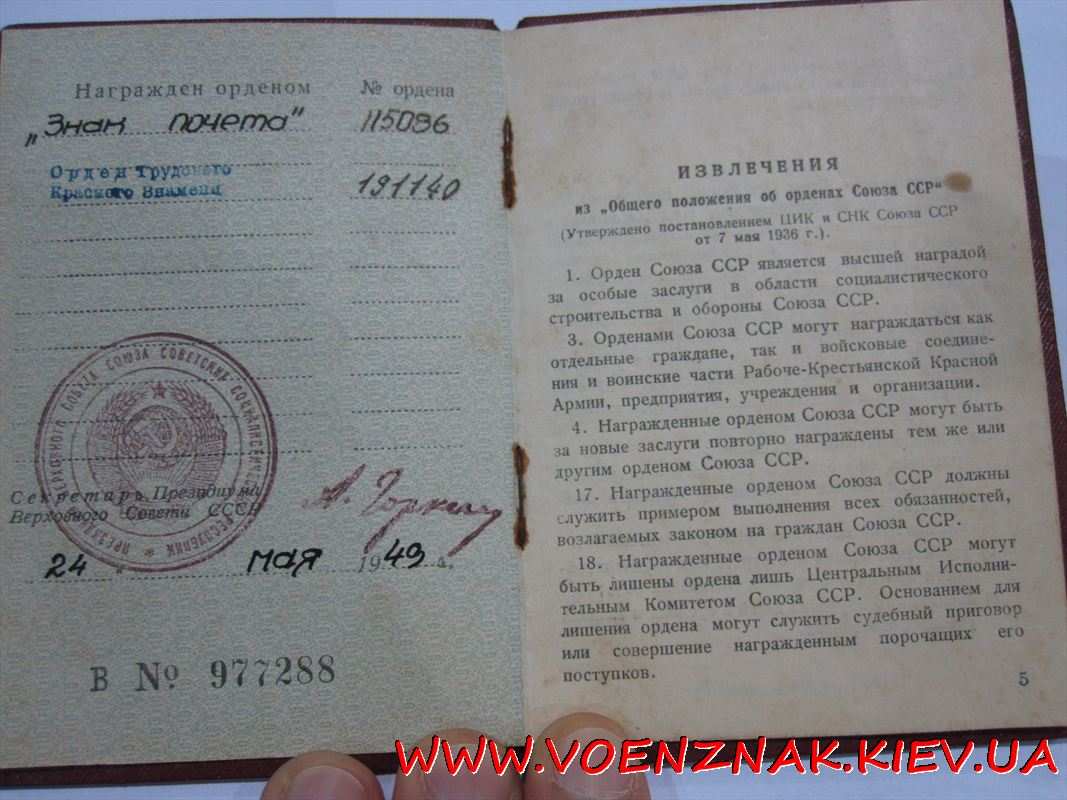 Награжден орденом № ордена
„Знак почета" 115086
Орден Трудового
Красного Знамени 191140
ВЕРХОВНОГО СОВЕТА СОЮЗА СОВЕТСКИХ СОЦИАЛИСТИЧЕСКИХ РЕСПУБЛИК
Секретарь Президиума
Верховного Совета СССР А. Горкин
24 мая 1949 г.
В № 977288
ИЗВЛЕЧЕНИЯ
из „Общего положения об орденах Союза ССР“
(Утверждено постановлением ЦИК и СНК Союза ССР
от 7 мая 1936 г.).
1. Орден Союза ССР является высшей наградой
за особые заслуги в области социалистического
строительства и обороны Союза ССР.
3. Орденами Союза ССР могут награждаться как
отдельные граждане, так и войсковые соедине-
ния и воинские части Рабоче-Крестьянской Красной
Армии, предприятия, учреждения и организации.
4. Награжденные орденом Союза ССР могут быть
за новые заслуги повторно награждены тем же или
другим орденом Союза ССР.
17. Награжденные орденом Союза ССР должны
служить примером выполнения всех обязанностей,
возлагаемых законом на граждан Союза ССР.
18. Награжденные орденом Союза ССР могут
быть лишены ордена лишь Центральным Исполни-
тельным Комитетом Союза ССР. Основанием для
лишения ордена могут служить судебный приговор
или совершение награжденным порочащих его
поступков.
5
WWW.VOENZNAK.KIEV.UA